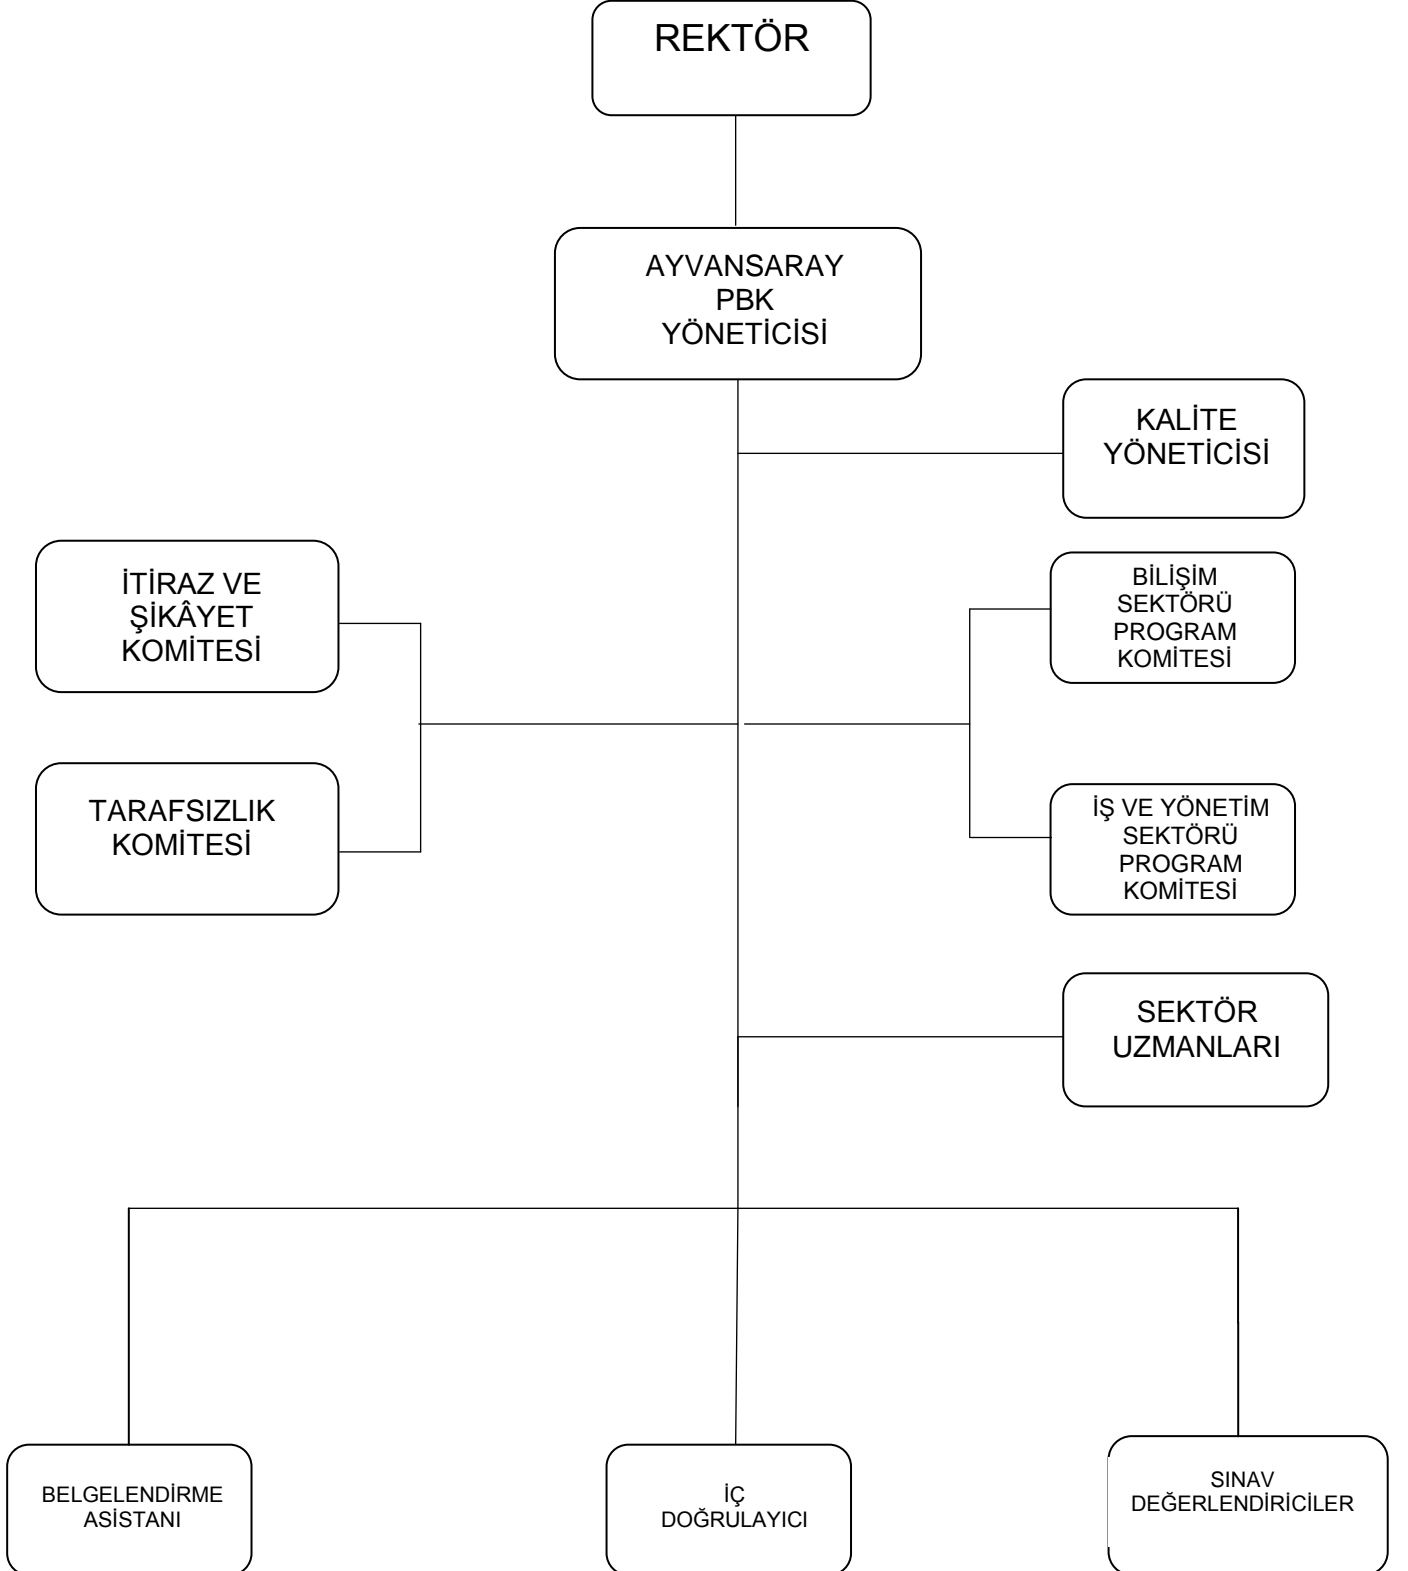 REKTÖR
AYVANSARAY
PBK
YÖNETİCİSİ
KALİTE
YÖNETİCİSİ
İTİRAZ VE
ŞİKÂYET
KOMİTESİ
BİLİŞİM
SEKTÖRÜ
PROGRAM
KOMİTESİ
TARAFSIZLIK
KOMİTESİ
İŞ VE YÖNETİM
SEKTÖRÜ
PROGRAM
KOMİTESİ
SEKTÖR
UZMANLARI
BELGELENDİRME
ASİSTANI
İÇ
DOĞRULAYICI
SINAV
DEĞERLENDİRİCİLER